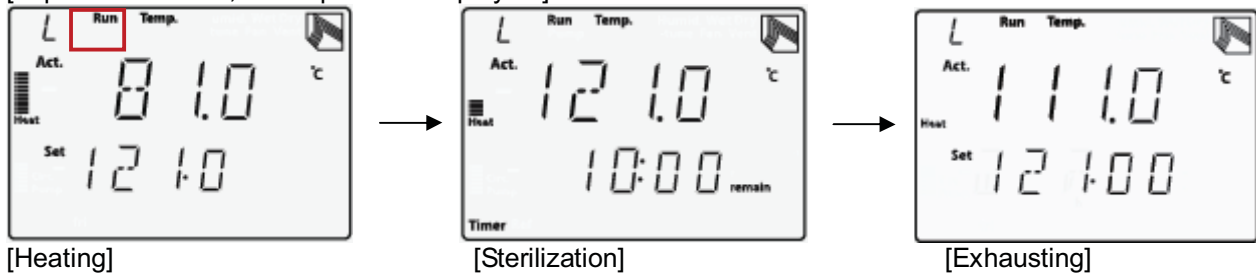 L Run Temp.
Act. 81.0 °C
Heat
Set 121.0
L Run Temp.
Act. 121.0 °C
Heat
10:00 remain
Timer
L Run Temp.
Act. 111.0 °C
Heat
Set 121.00
[Heating]
[Sterilization]
[Exhausting]